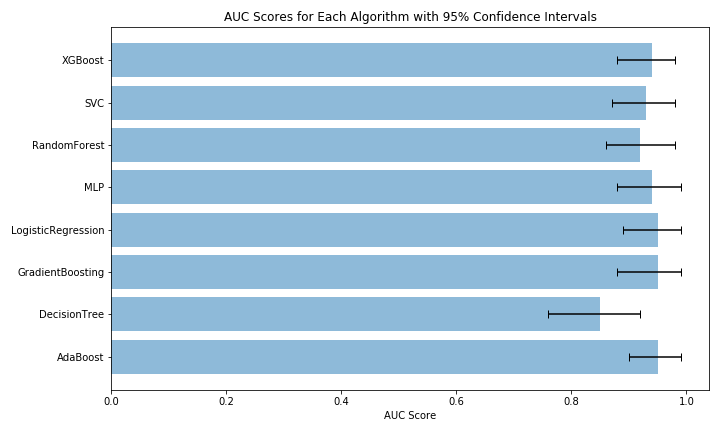 AUC Scores for Each Algorithm with 95% Confidence Intervals
XGBoost
SVC
RandomForest
MLP
LogisticRegression
GradientBoosting
DecisionTree
AdaBoost
0.0 0.2 0.4 0.6 0.8 1.0
AUC Score